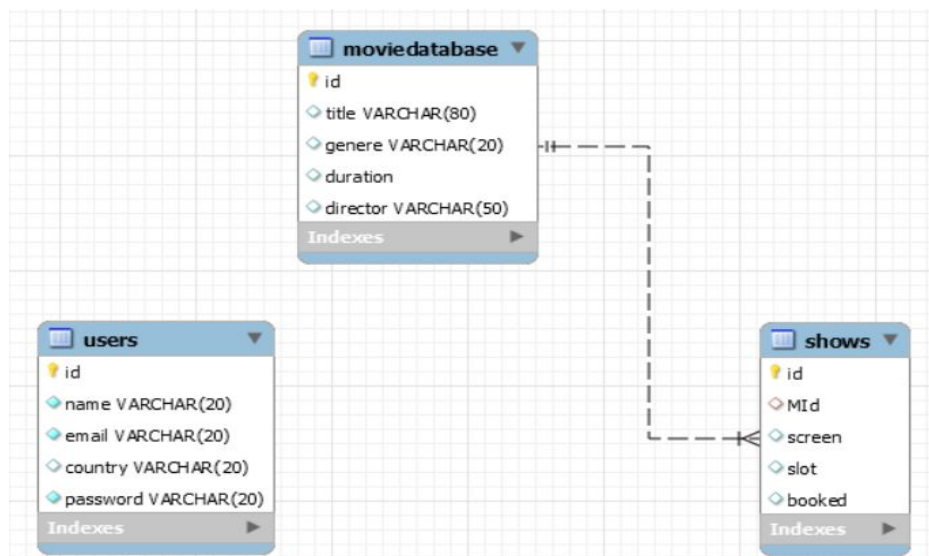 moviedatabase
id
title VARCHAR(80)
genere VARCHAR(20)
duration
director VARCHAR(50)
Indexes
users
id
name VARCHAR(20)
email VARCHAR(20)
country VARCHAR(20)
password VARCHAR(20)
Indexes
shows
id
MId
screen
slot
booked
Indexes